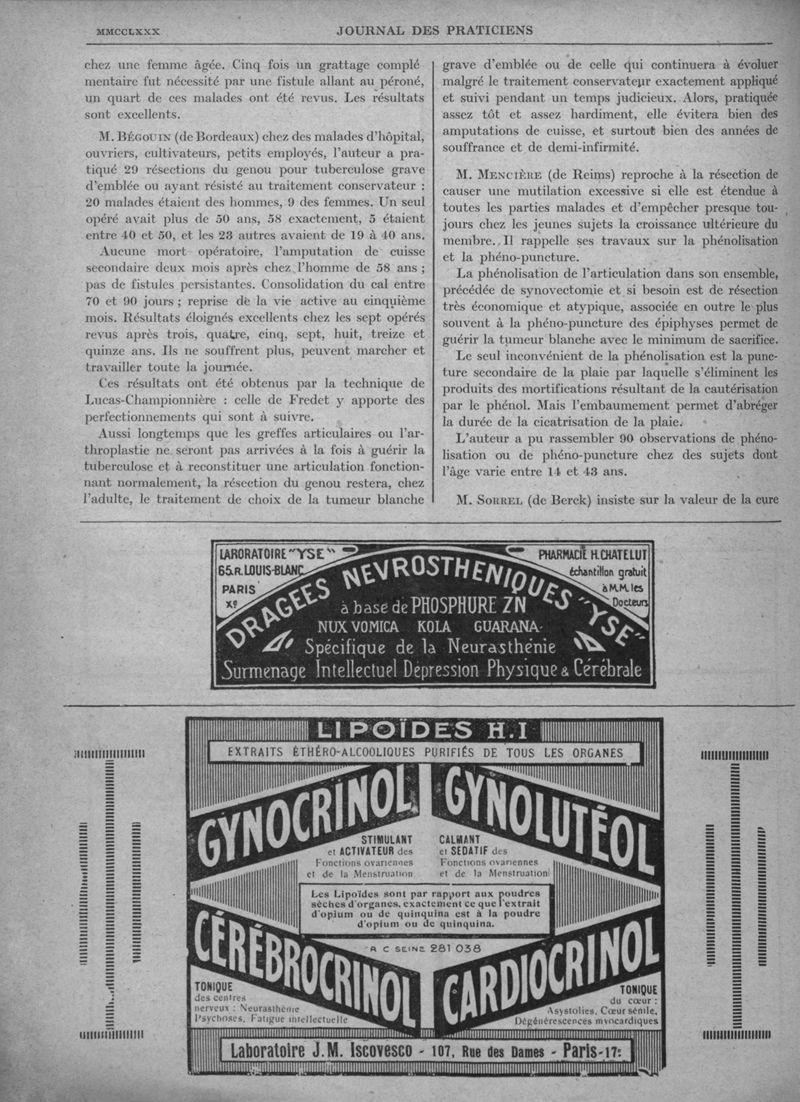 MMCCLXXX
JOURNAL DES PRATICIENS
chez une femme âgée. Cinq fois un grattage complé
mentaire fut nécessité par une fistule allant au péroné,
un quart de ces malades ont été revus. Les résultats
sont excellents.
M. BÉGOUIN (de Bordeaux) chez des malades d'hôpital,
ouvriers, cultivateurs, petits employés, l'auteur a pra-
tiqué 29 résections du genou pour tuberculose grave
d'emblée ou ayant résisté au traitement conservateur :
20 malades étaient des hommes, 9 des femmes. Un seul
opéré avait plus de 50 ans, 58 exactement, 5 étaient
entre 40 et 50, et les 23 autres avaient de 19 à 40 ans.
Aucune mort opératoire, l'amputation de cuisse
secondaire deux mois après chez l'homme de 58 ans ;
pas de fistules persistantes. Consolidation du cal entre
70 et 90 jours ; reprise de la vie active au cinquième
mois. Résultats éloignés excellents chez les sept opérés
revus après trois, quatre, cinq, sept, huit, treize et
quinze ans. Ils ne souffrent plus, peuvent marcher et
travailler toute la journée.
Ces résultats ont été obtenus par la technique de
Lucas-Championnière : celle de Fredet y apporte des
perfectionnements qui sont à suivre.
Aussi longtemps que les greffes articulaires ou l'ar-
throplastie ne seront pas arrivées à la fois à guérir la
tuberculose et à reconstituer une articulation fonction-
nant normalement, la résection du genou restera, chez
l'adulte, le traitement de choix de la tumeur blanche
grave d'emblée ou de celle qui continuera à évoluer
malgré le traitement conservateur exactement appliqué
et suivi pendant un temps judicieux. Alors, pratiquée
assez tôt et assez hardiment, elle évitera bien des
amputations de cuisse, et surtout bien des années de
souffrance et de demi-infirmité.
M. MENCIÈRE (de Reims) reproche à la résection de
causer une mutilation excessive si elle est étendue à
toutes les parties malades et d'empêcher presque tou-
jours chez les jeunes sujets la croissance ultérieure du
membre. Il rappelle ses travaux sur la phénolisation
et la phéno-puncture.
La phénolisation de l'articulation dans son ensemble,
précédée de synovectomie et si besoin est de résection
très économique et atypique, associée en outre le plus
souvent à la phéno-puncture des épiphyses permet de
guérir la tumeur blanche avec le minimum de sacrifice.
Le seul inconvénient de la phénolisation est la punc-
ture secondaire de la plaie par laquelle s'éliminent les
produits des mortifications résultant de la cautérisation
par le phénol. Mais l'embaumement permet d'abréger
la durée de la cicatrisation de la plaie.
L'auteur a pu rassembler 90 observations de phéno-
lisation ou de phéno-puncture chez des sujets dont
l'âge varie entre 14 et 43 ans.
M. SORREL (de Berck) insiste sur la valeur de la cure
LABORATOIRE "YSE"
65.R.LOUIS-BLANC
PARIS
Xº
PHARMACIE H.CHATELUT
échantillon gratuit
à M.M. les
Docteurs
DRAGÉES NEVROSTHENIQUES "YSE"
à base de PHOSPHURE ZN
NUX VOMICA KOLA GUARANA
Spécifique de la Neurasthénie
Surmenage Intellectuel Dépression Physique & Cérébrale
LIPOÏDES H.I
EXTRAITS ÉTHÉRO-ALCOOLIQUES PURIFIÉS DE TOUS LES ORGANES
GYNOCRINOL
STIMULANT
et ACTIVATEUR des
Fonctions ovariennes
et de la Menstruation
GYNOLUTÉOL
CALMANT
et SÉDATIF des
Fonctions ovariennes
et de la Menstruation
Les Lipoïdes sont par rapport aux poudres
sèches d'organes, exactement ce que l'extrait
d'opium ou de quinquina est à la poudre
d'opium ou de quinquina.
R C SEINE 281 038
CÉRÉBROCRINOL
TONIQUE
des centres
nerveux : Neurasthénie
Psychoses, Fatigue intellectuelle
CARDIOCRINOL
TONIQUE
du cœur :
Asystolies, Cœur sénile,
Dégénérescences myocardiques
Laboratoire J.M. Iscovesco - 107, Rue des Dames - Paris-17e